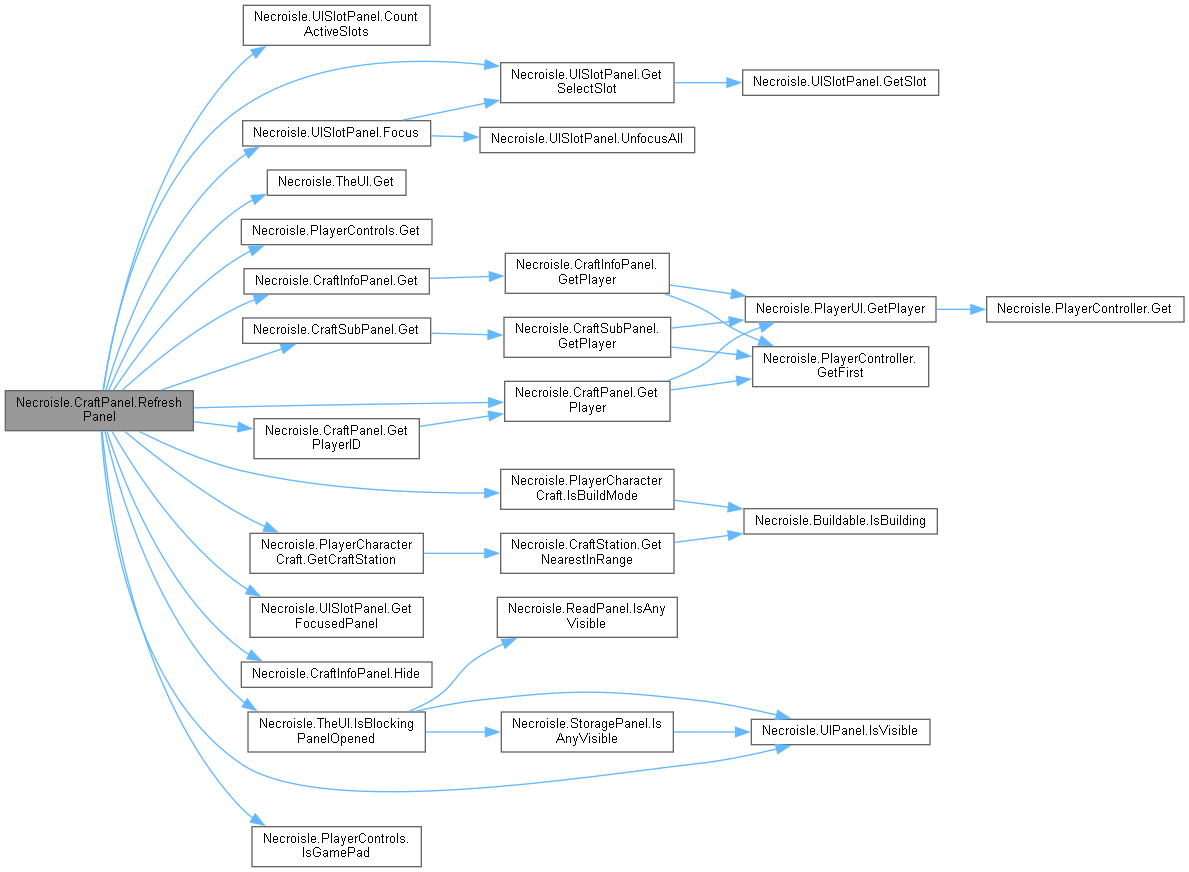 Necroisle.UISlotPanel.Count
ActiveSlots
Necroisle.UISlotPanel.Get
SelectSlot
Necroisle.UISlotPanel.GetSlot
Necroisle.UISlotPanel.Focus
Necroisle.UISlotPanel.UnfocusAll
Necroisle.TheUI.Get
Necroisle.PlayerControls.Get
Necroisle.CraftInfoPanel.Get
Necroisle.CraftInfoPanel.
GetPlayer
Necroisle.PlayerUI.GetPlayer
Necroisle.PlayerController.Get
Necroisle.CraftSubPanel.Get
Necroisle.CraftSubPanel.
GetPlayer
Necroisle.PlayerController.
GetFirst
Necroisle.CraftPanel.Refresh
Panel
Necroisle.CraftPanel.Get
Player
Necroisle.CraftPanel.Get
PlayerID
Necroisle.PlayerCharacter
Craft.IsBuildMode
Necroisle.Buildable.IsBuilding
Necroisle.PlayerCharacter
Craft.GetCraftStation
Necroisle.CraftStation.Get
NearestInRange
Necroisle.UISlotPanel.Get
FocusedPanel
Necroisle.ReadPanel.IsAny
Visible
Necroisle.CraftInfoPanel.Hide
Necroisle.TheUI.IsBlocking
PanelOpened
Necroisle.StoragePanel.Is
AnyVisible
Necroisle.UIPanel.IsVisible
Necroisle.PlayerControls.
IsGamePad